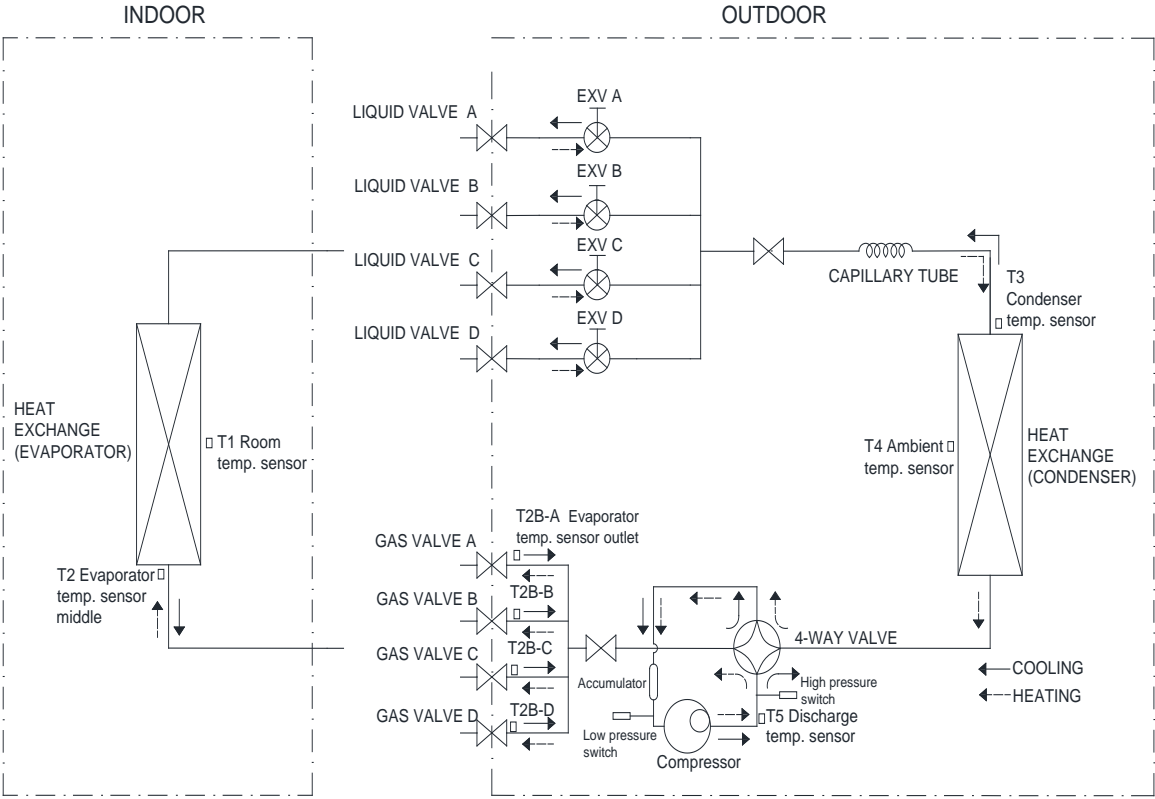 INDOOR
OUTDOOR
EXV A
LIQUID VALVE A
EXV B
LIQUID VALVE B
EXV C
LIQUID VALVE C
CAPILLARY TUBE
T3
Condenser
temp. sensor
EXV D
LIQUID VALVE D
HEAT
EXCHANGE
(EVAPORATOR)
T1 Room
temp. sensor
T4 Ambient
temp. sensor
HEAT
EXCHANGE
(CONDENSER)
T2B-A Evaporator
temp. sensor outlet
GAS VALVE A
T2 Evaporator
temp. sensor
middle
T2B-B
GAS VALVE B
4-WAY VALVE
T2B-C
GAS VALVE C
COOLING
Accumulator
High pressure
switch
HEATING
T2B-D
GAS VALVE D
T5 Discharge
temp. sensor
Low pressure
switch
Compressor